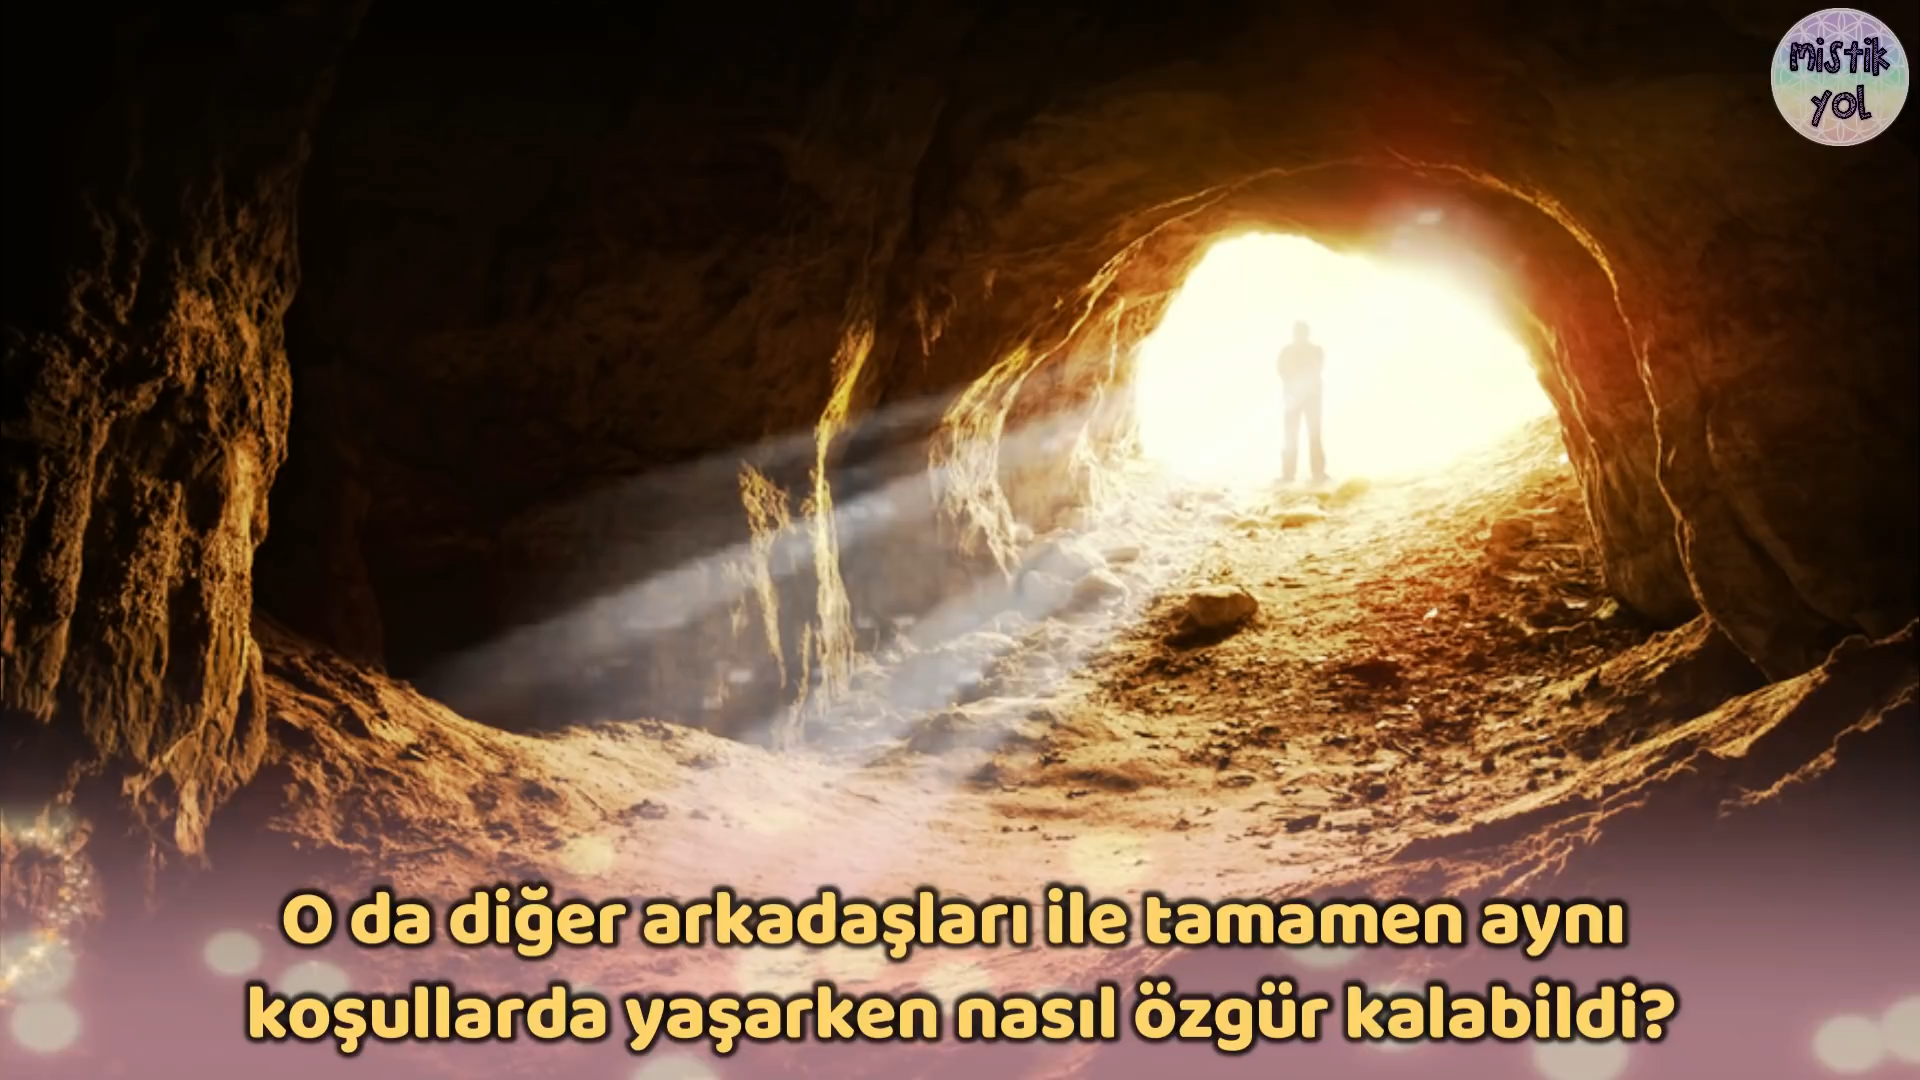 mistik
yol
O da diğer arkadaşları ile tamamen aynı
koşullarda yaşarken nasıl özgür kalabildi?